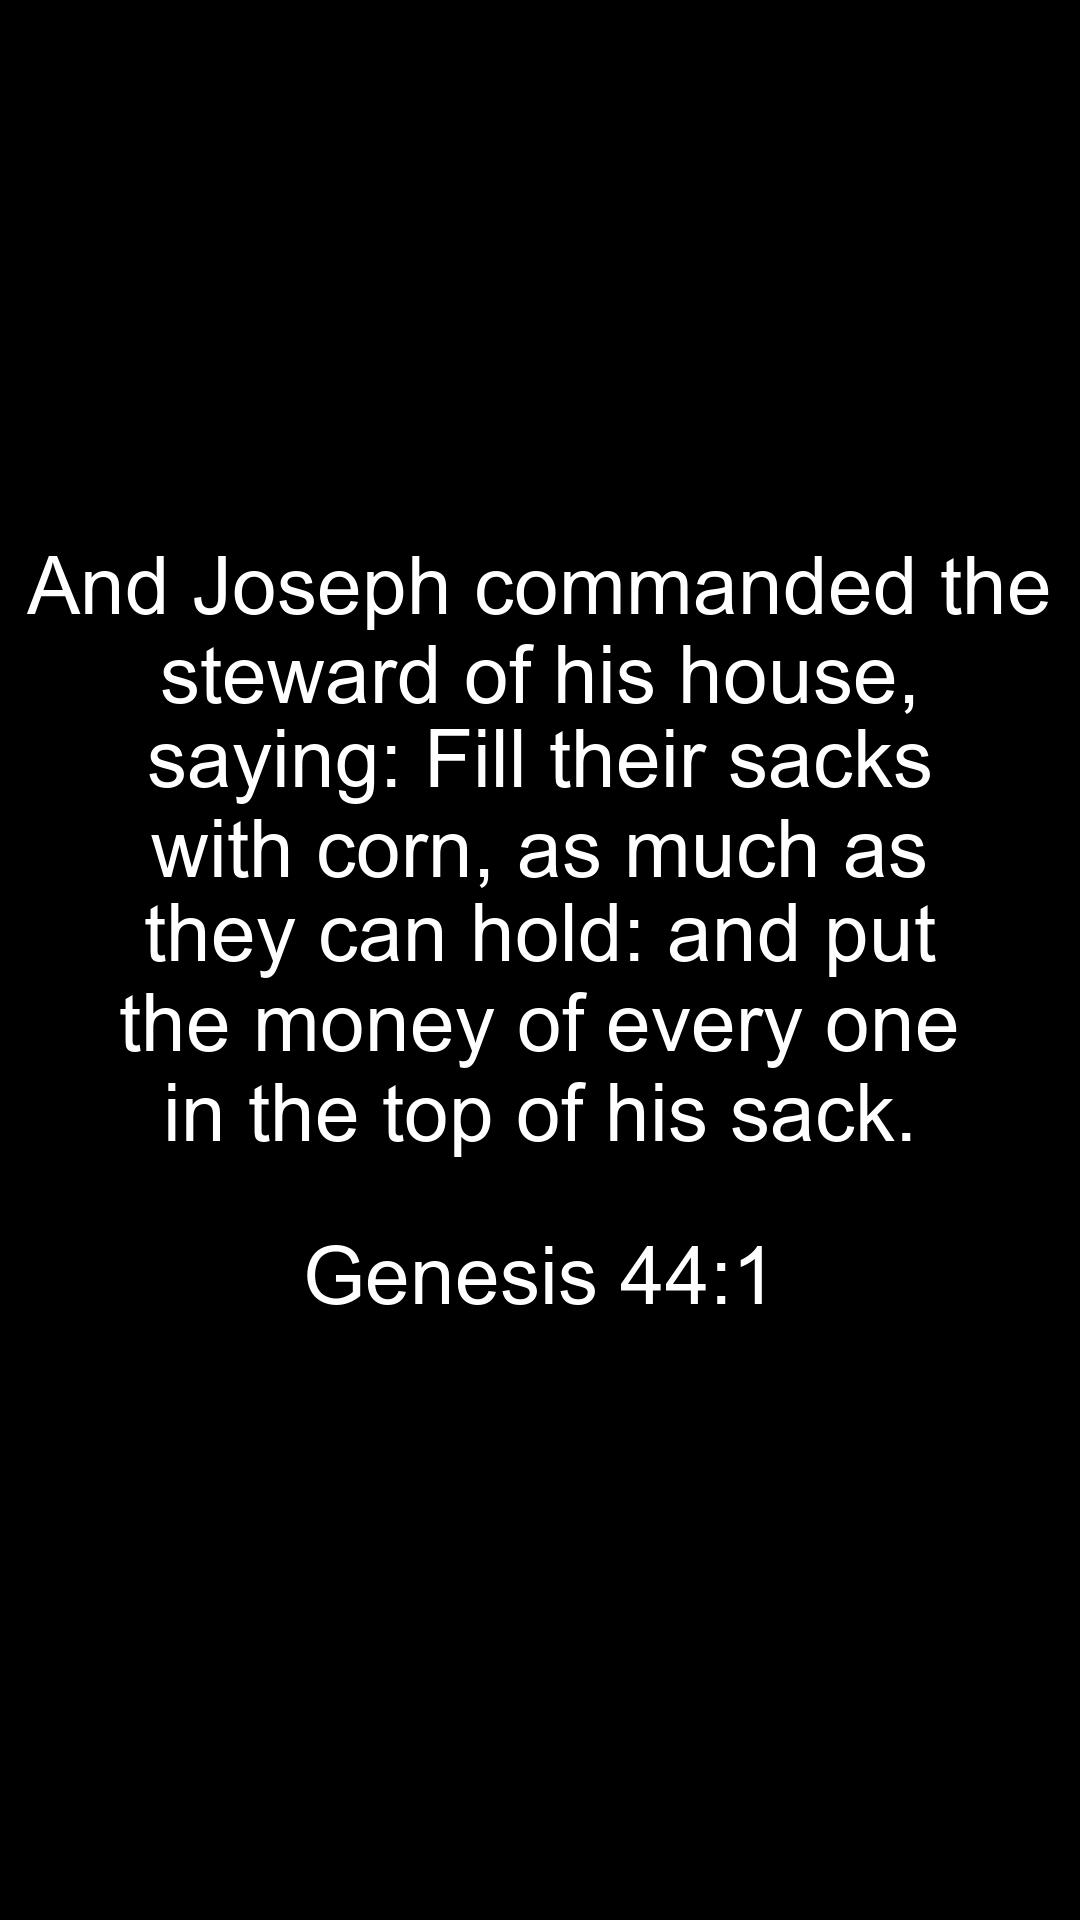 And Joseph commanded the
steward of his house,
saying: Fill their sacks
with corn, as much as
they can hold: and put
the money of every one
in the top of his sack.
Genesis 44:1